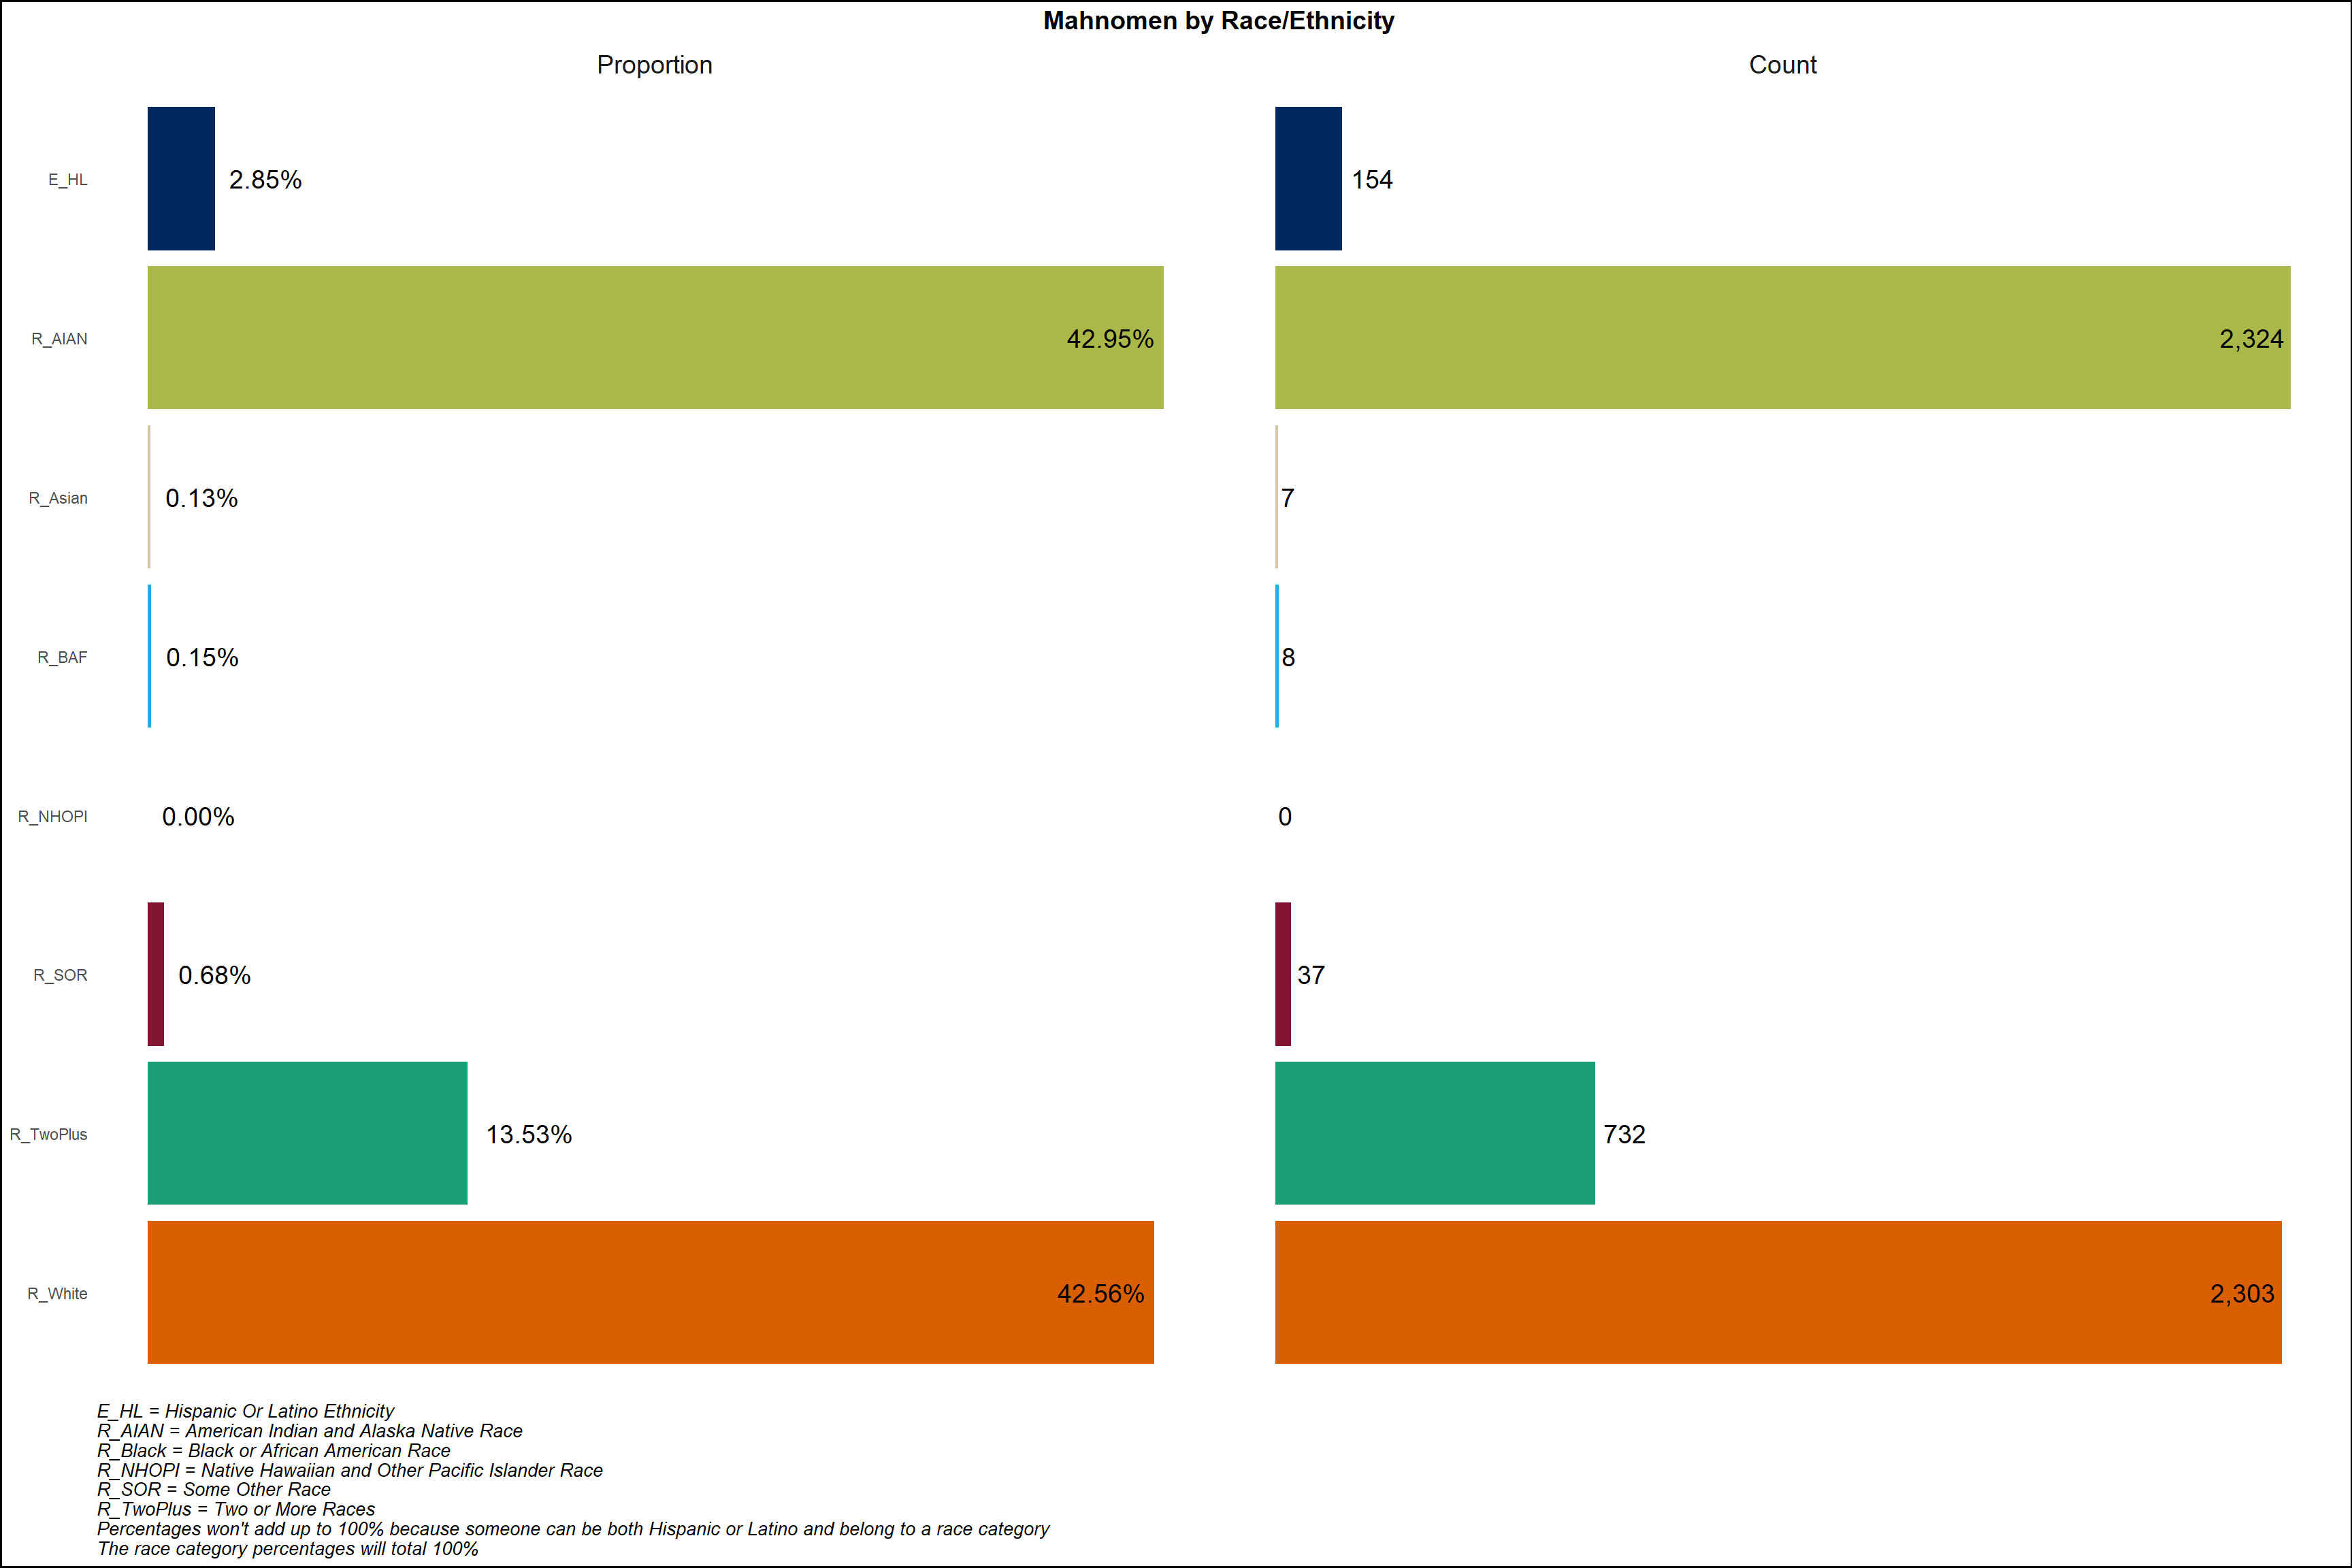 Mahnomen by Race/Ethnicity
Proportion Count
E_HL 2.85% 154
R_AIAN 42.95% 2,324
R_Asian 0.13% 7
R_BAF 0.15% 8
R_NHOPI 0.00% 0
R_SOR 0.68% 37
R_TwoPlus 13.53% 732
R_White 42.56% 2,303
E_HL = Hispanic Or Latino Ethnicity
R_AIAN = American Indian and Alaska Native Race
R_Black = Black or African American Race
R_NHOPI = Native Hawaiian and Other Pacific Islander Race
R_SOR = Some Other Race
R_TwoPlus = Two or More Races
Percentages won't add up to 100% because someone can be both Hispanic or Latino and belong to a race category
The race category percentages will total 100%